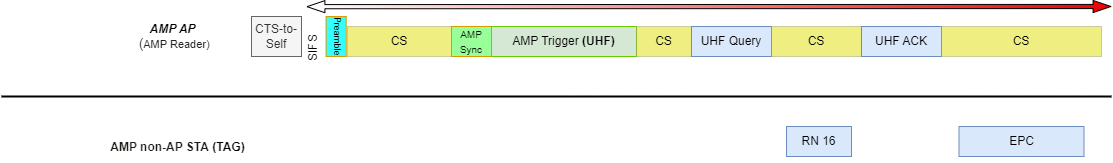 AMP AP
(AMP Reader)
CTS-to-
Self
SIFS
Preamble
CS
AMP
Sync
AMP Trigger (UHF)
CS
UHF Query
CS
UHF ACK
CS
AMP non-AP STA (TAG)
RN 16
EPC